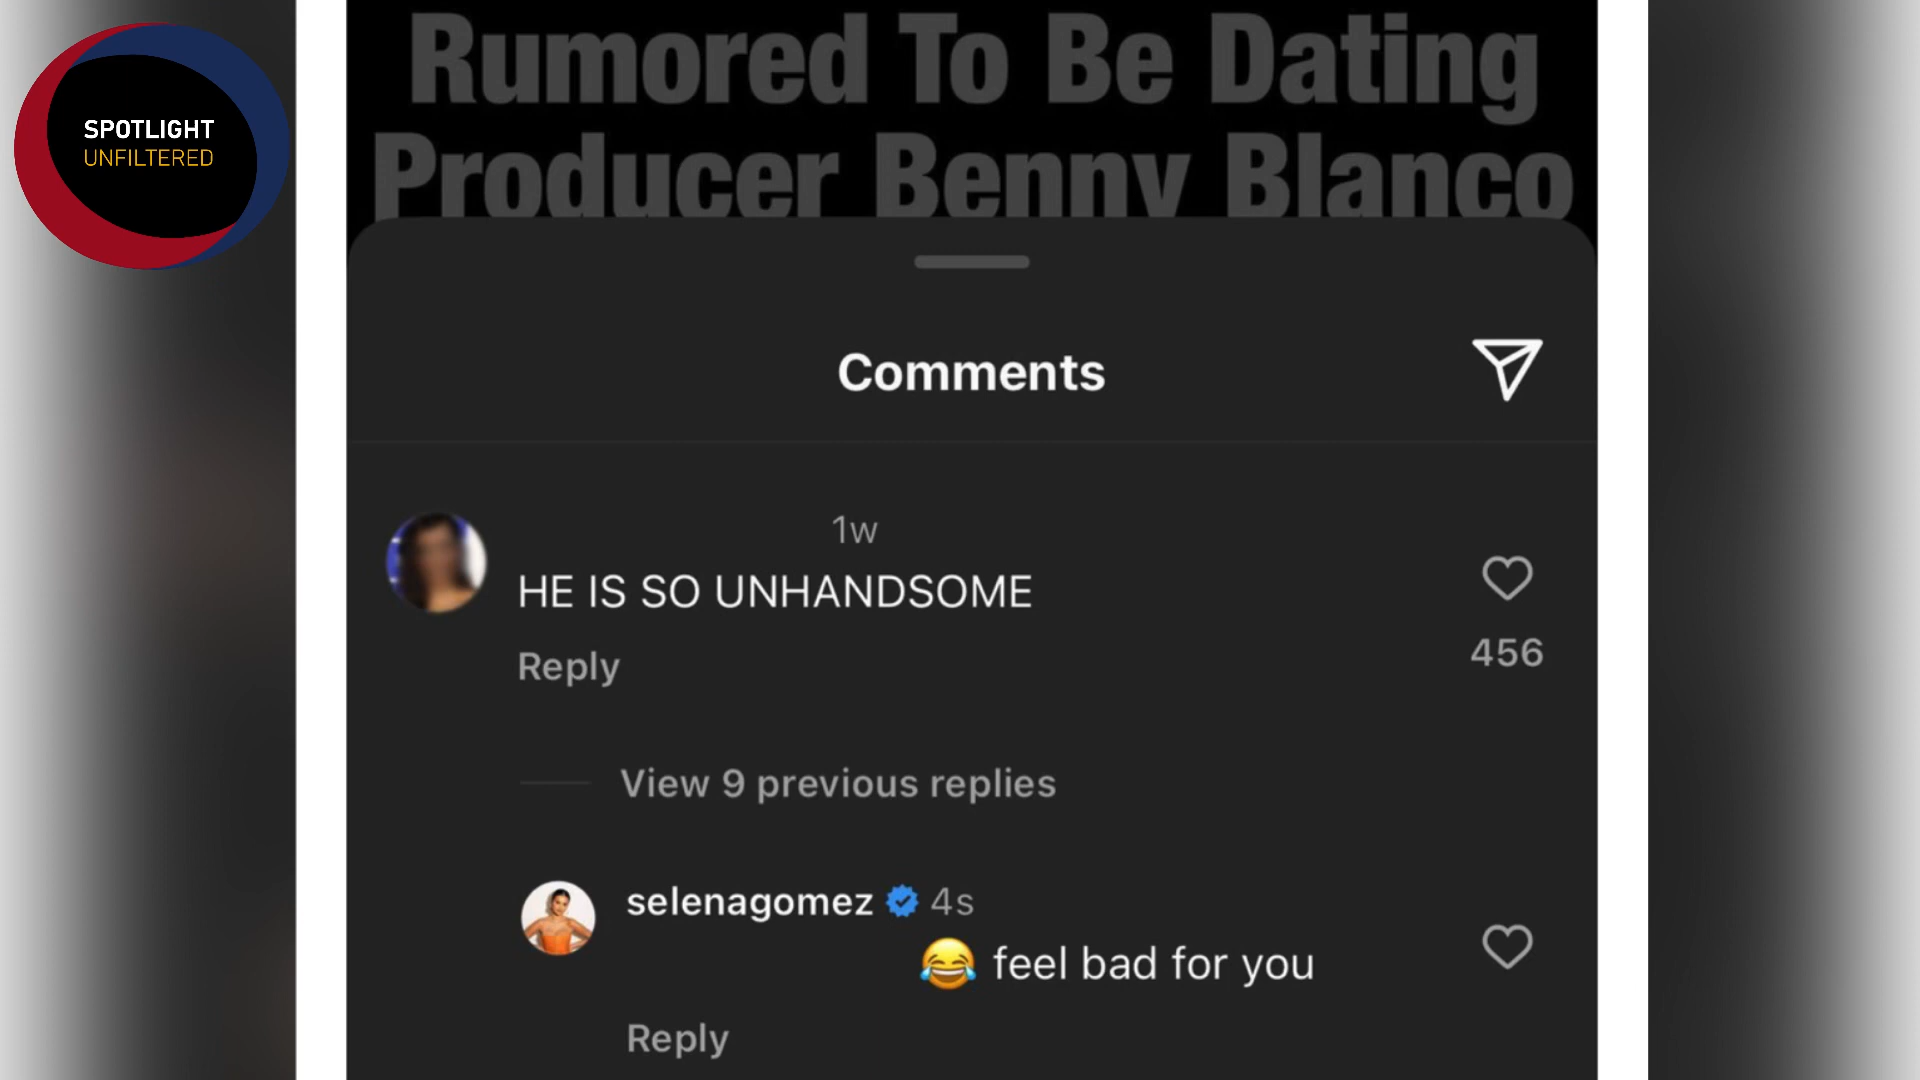 SPOTLIGHT
UNFILTERED
Rumored To Be Dating
Producer Benny Blanco
Comments
1w
HE IS SO UNHANDSOME
456
Reply
View 9 previous replies
selenagomez 4s
😂 feel bad for you
Reply